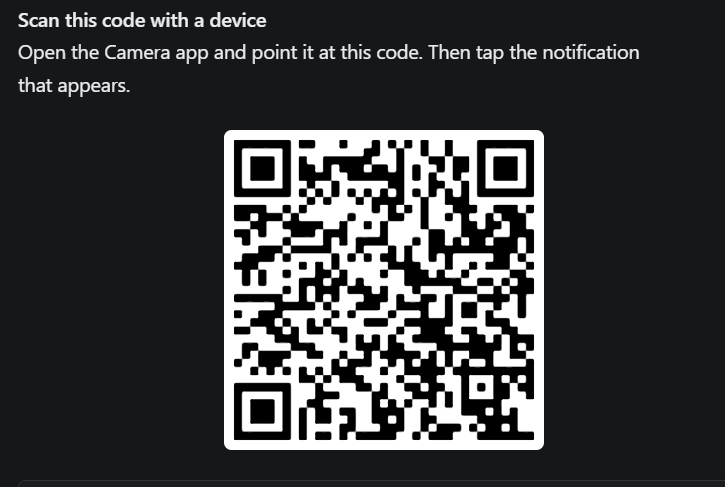 Scan this code with a device
Open the Camera app and point it at this code. Then tap the notification
that appears.